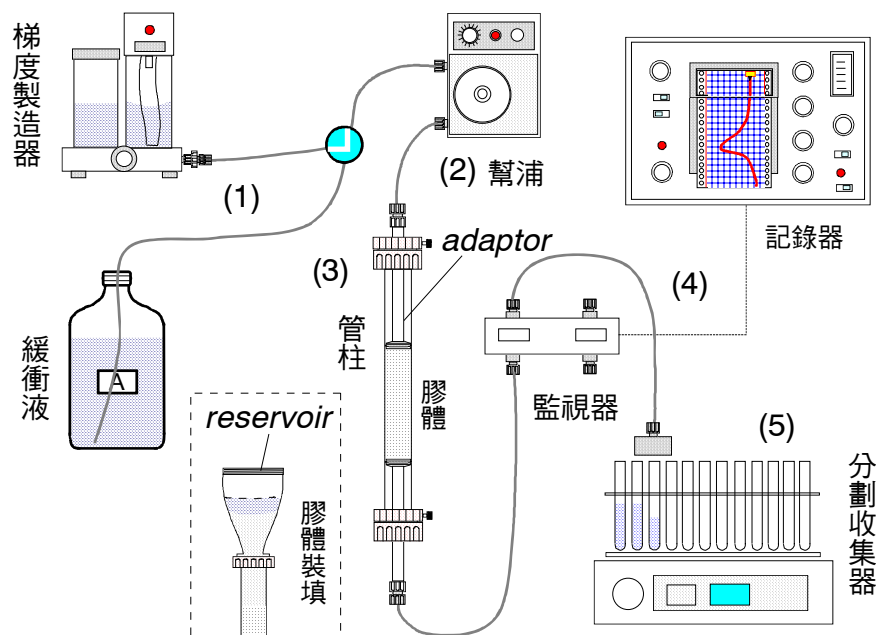 梯度製造器
(1)
(2) 幫浦
記錄器
(3)
adaptor
管柱
膠體
(4)
緩衝液
A
監視器
(5)
reservoir
膠體裝填
分劃收集器